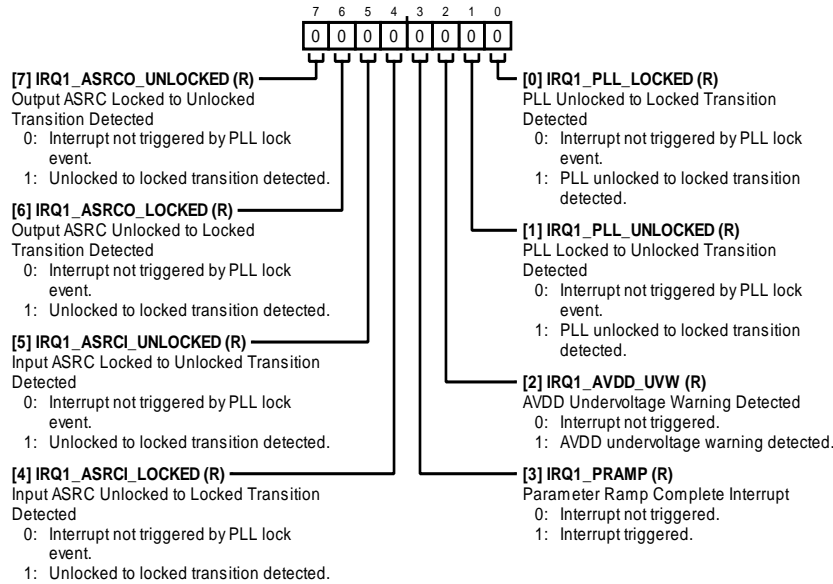 7 6 5 4 3 2 1 0
0 0 0 0 0 0 0 0
[7] IRQ1_ASRCO_UNLOCKED (R)
Output ASRC Locked to Unlocked
Transition Detected
0: Interrupt not triggered by PLL lock
event.
1: Unlocked to locked transition detected.
[6] IRQ1_ASRCO_LOCKED (R)
Output ASRC Unlocked to Locked
Transition Detected
0: Interrupt not triggered by PLL lock
event.
1: Unlocked to locked transition detected.
[5] IRQ1_ASRCI_UNLOCKED (R)
Input ASRC Locked to Unlocked Transition
Detected
0: Interrupt not triggered by PLL lock
event.
1: Unlocked to locked transition detected.
[4] IRQ1_ASRCI_LOCKED (R)
Input ASRC Unlocked to Locked Transition
Detected
0: Interrupt not triggered by PLL lock
event.
1: Unlocked to locked transition detected.
[0] IRQ1_PLL_LOCKED (R)
PLL Unlocked to Locked Transition
Detected
0: Interrupt not triggered by PLL lock
event.
1: PLL unlocked to locked transition
detected.
[1] IRQ1_PLL_UNLOCKED (R)
PLL Locked to Unlocked Transition
Detected
0: Interrupt not triggered by PLL lock
event.
1: PLL unlocked to locked transition
detected.
[2] IRQ1_AVDD_UVW (R)
AVDD Undervoltage Warning Detected
0: Interrupt not triggered.
1: AVDD undervoltage warning detected.
[3] IRQ1_PRAMP (R)
Parameter Ramp Complete Interrupt
0: Interrupt not triggered.
1: Interrupt triggered.